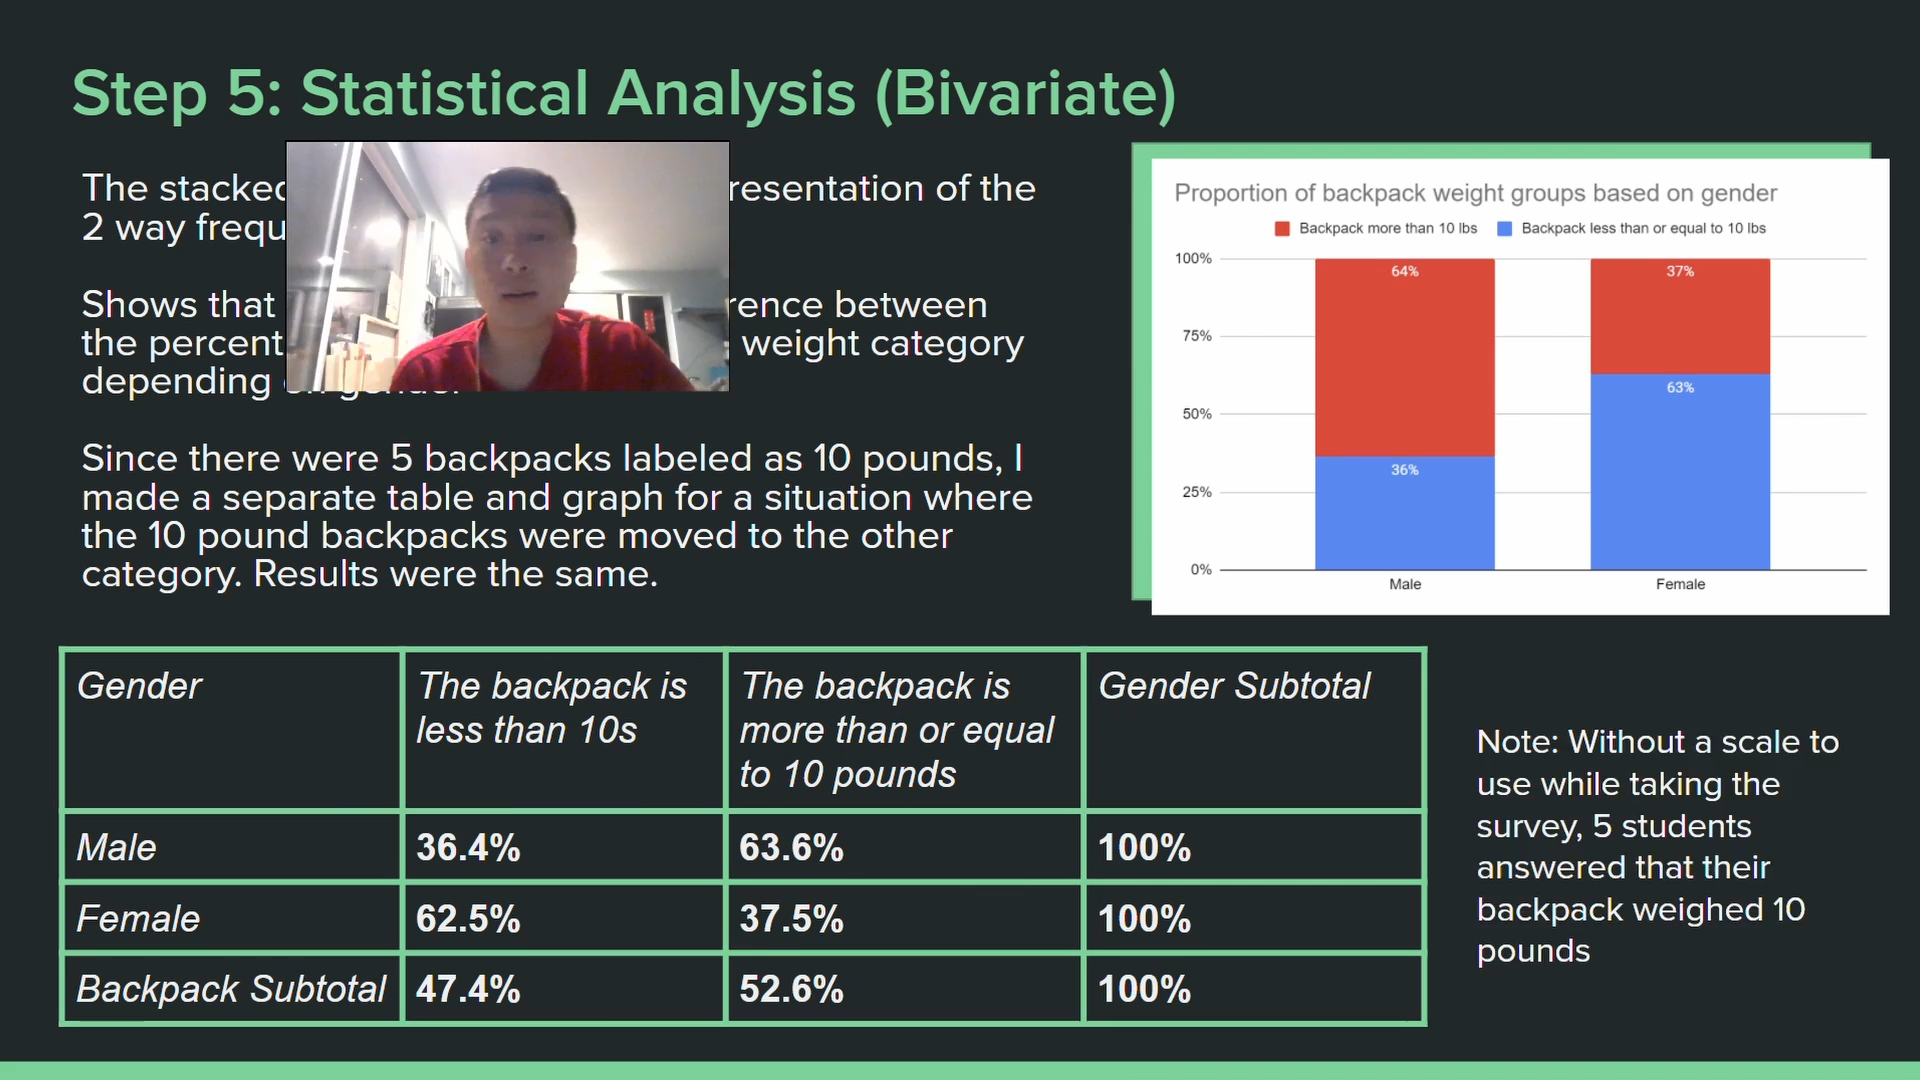 Step 5: Statistical Analysis (Bivariate)
The stacked resentation of the
2 way frequ
Shows that rence between
the percent weight category
depending
Since there were 5 backpacks labeled as 10 pounds, I
made a separate table and graph for a situation where
the 10 pound backpacks were moved to the other
category. Results were the same.
Proportion of backpack weight groups based on gender
Backpack more than 10 lbs Backpack less than or equal to 10 lbs
100%
75%
50%
25%
0%
64%
36%
37%
63%
Male Female
Gender
The backpack is
less than 10s
The backpack is
more than or equal
to 10 pounds
Gender Subtotal
Male 36.4% 63.6% 100%
Female 62.5% 37.5% 100%
Backpack Subtotal 47.4% 52.6% 100%
Note: Without a scale to
use while taking the
survey, 5 students
answered that their
backpack weighed 10
pounds